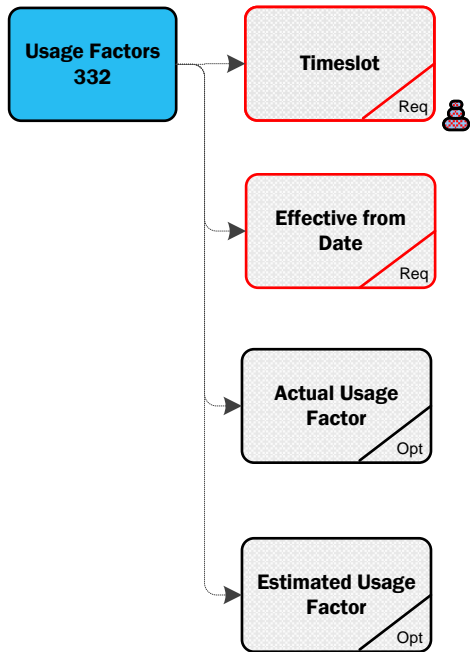 Usage Factors
332
Timeslot
Req
Effective from
Date
Req
Actual Usage
Factor
Opt
Estimated Usage
Factor
Opt